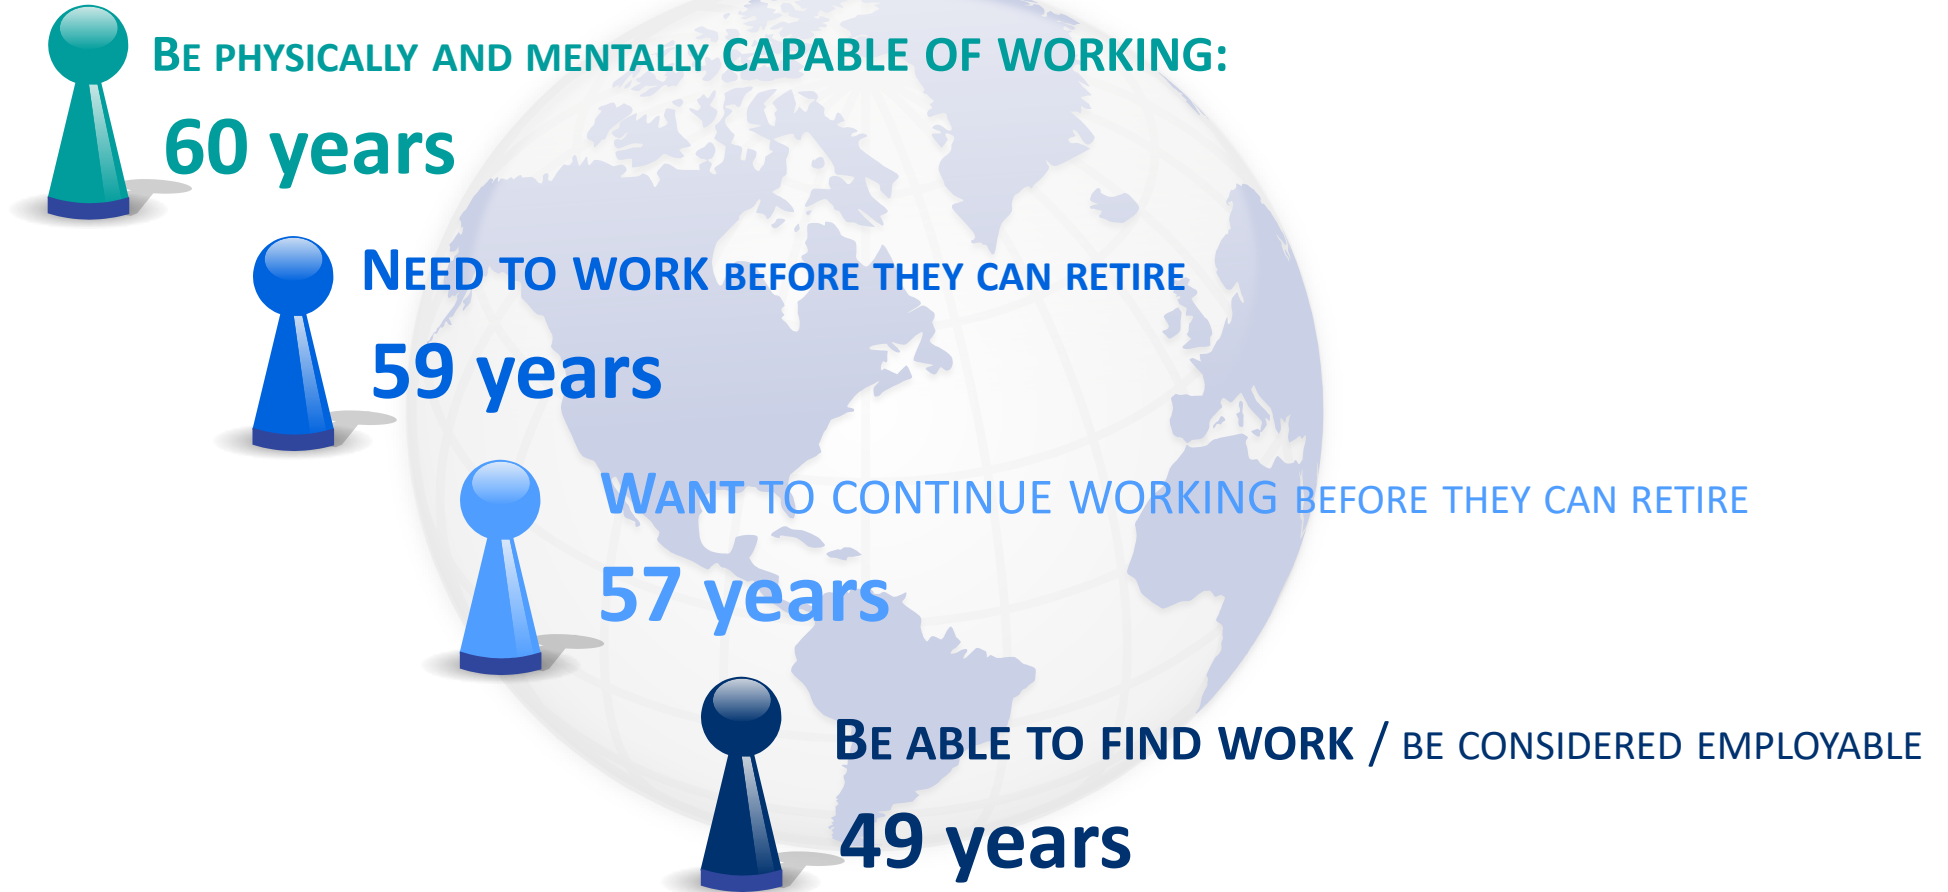 BE PHYSICALLY AND MENTALLY CAPABLE OF WORKING:
60 years
NEED TO WORK BEFORE THEY CAN RETIRE
59 years
WANT TO CONTINUE WORKING BEFORE THEY CAN RETIRE
57 years
BE ABLE TO FIND WORK / BE CONSIDERED EMPLOYABLE
49 years